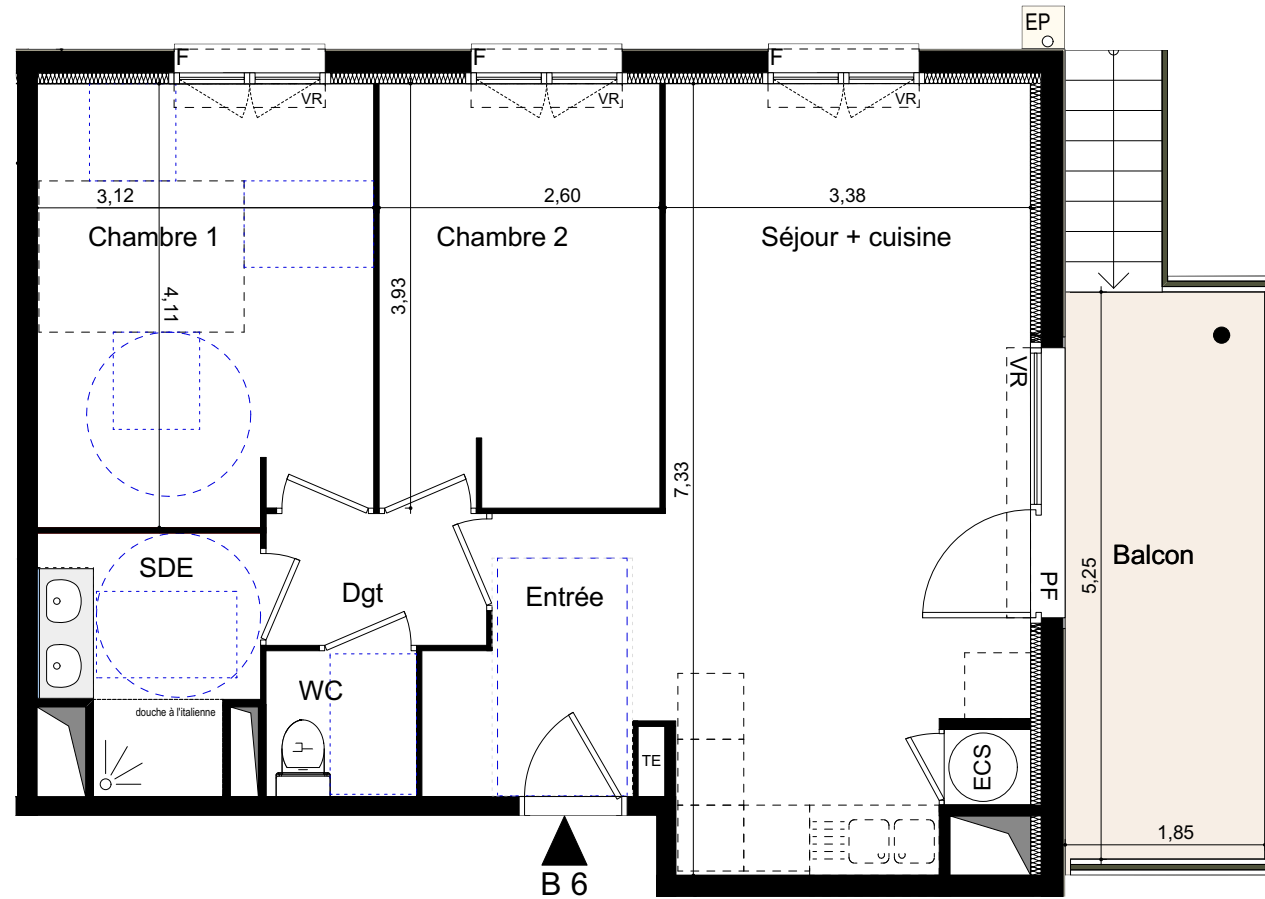 EP
F
F
F
VR
VR
VR
3,12
2,60
3,38
Chambre 1
Chambre 2
Séjour + cuisine
4,11
3,93
VR
7,33
SDE
Dgt
Entrée
PF
5,25
Balcon
WC
douche à l'italienne
TE
ECS
1,85
B 6